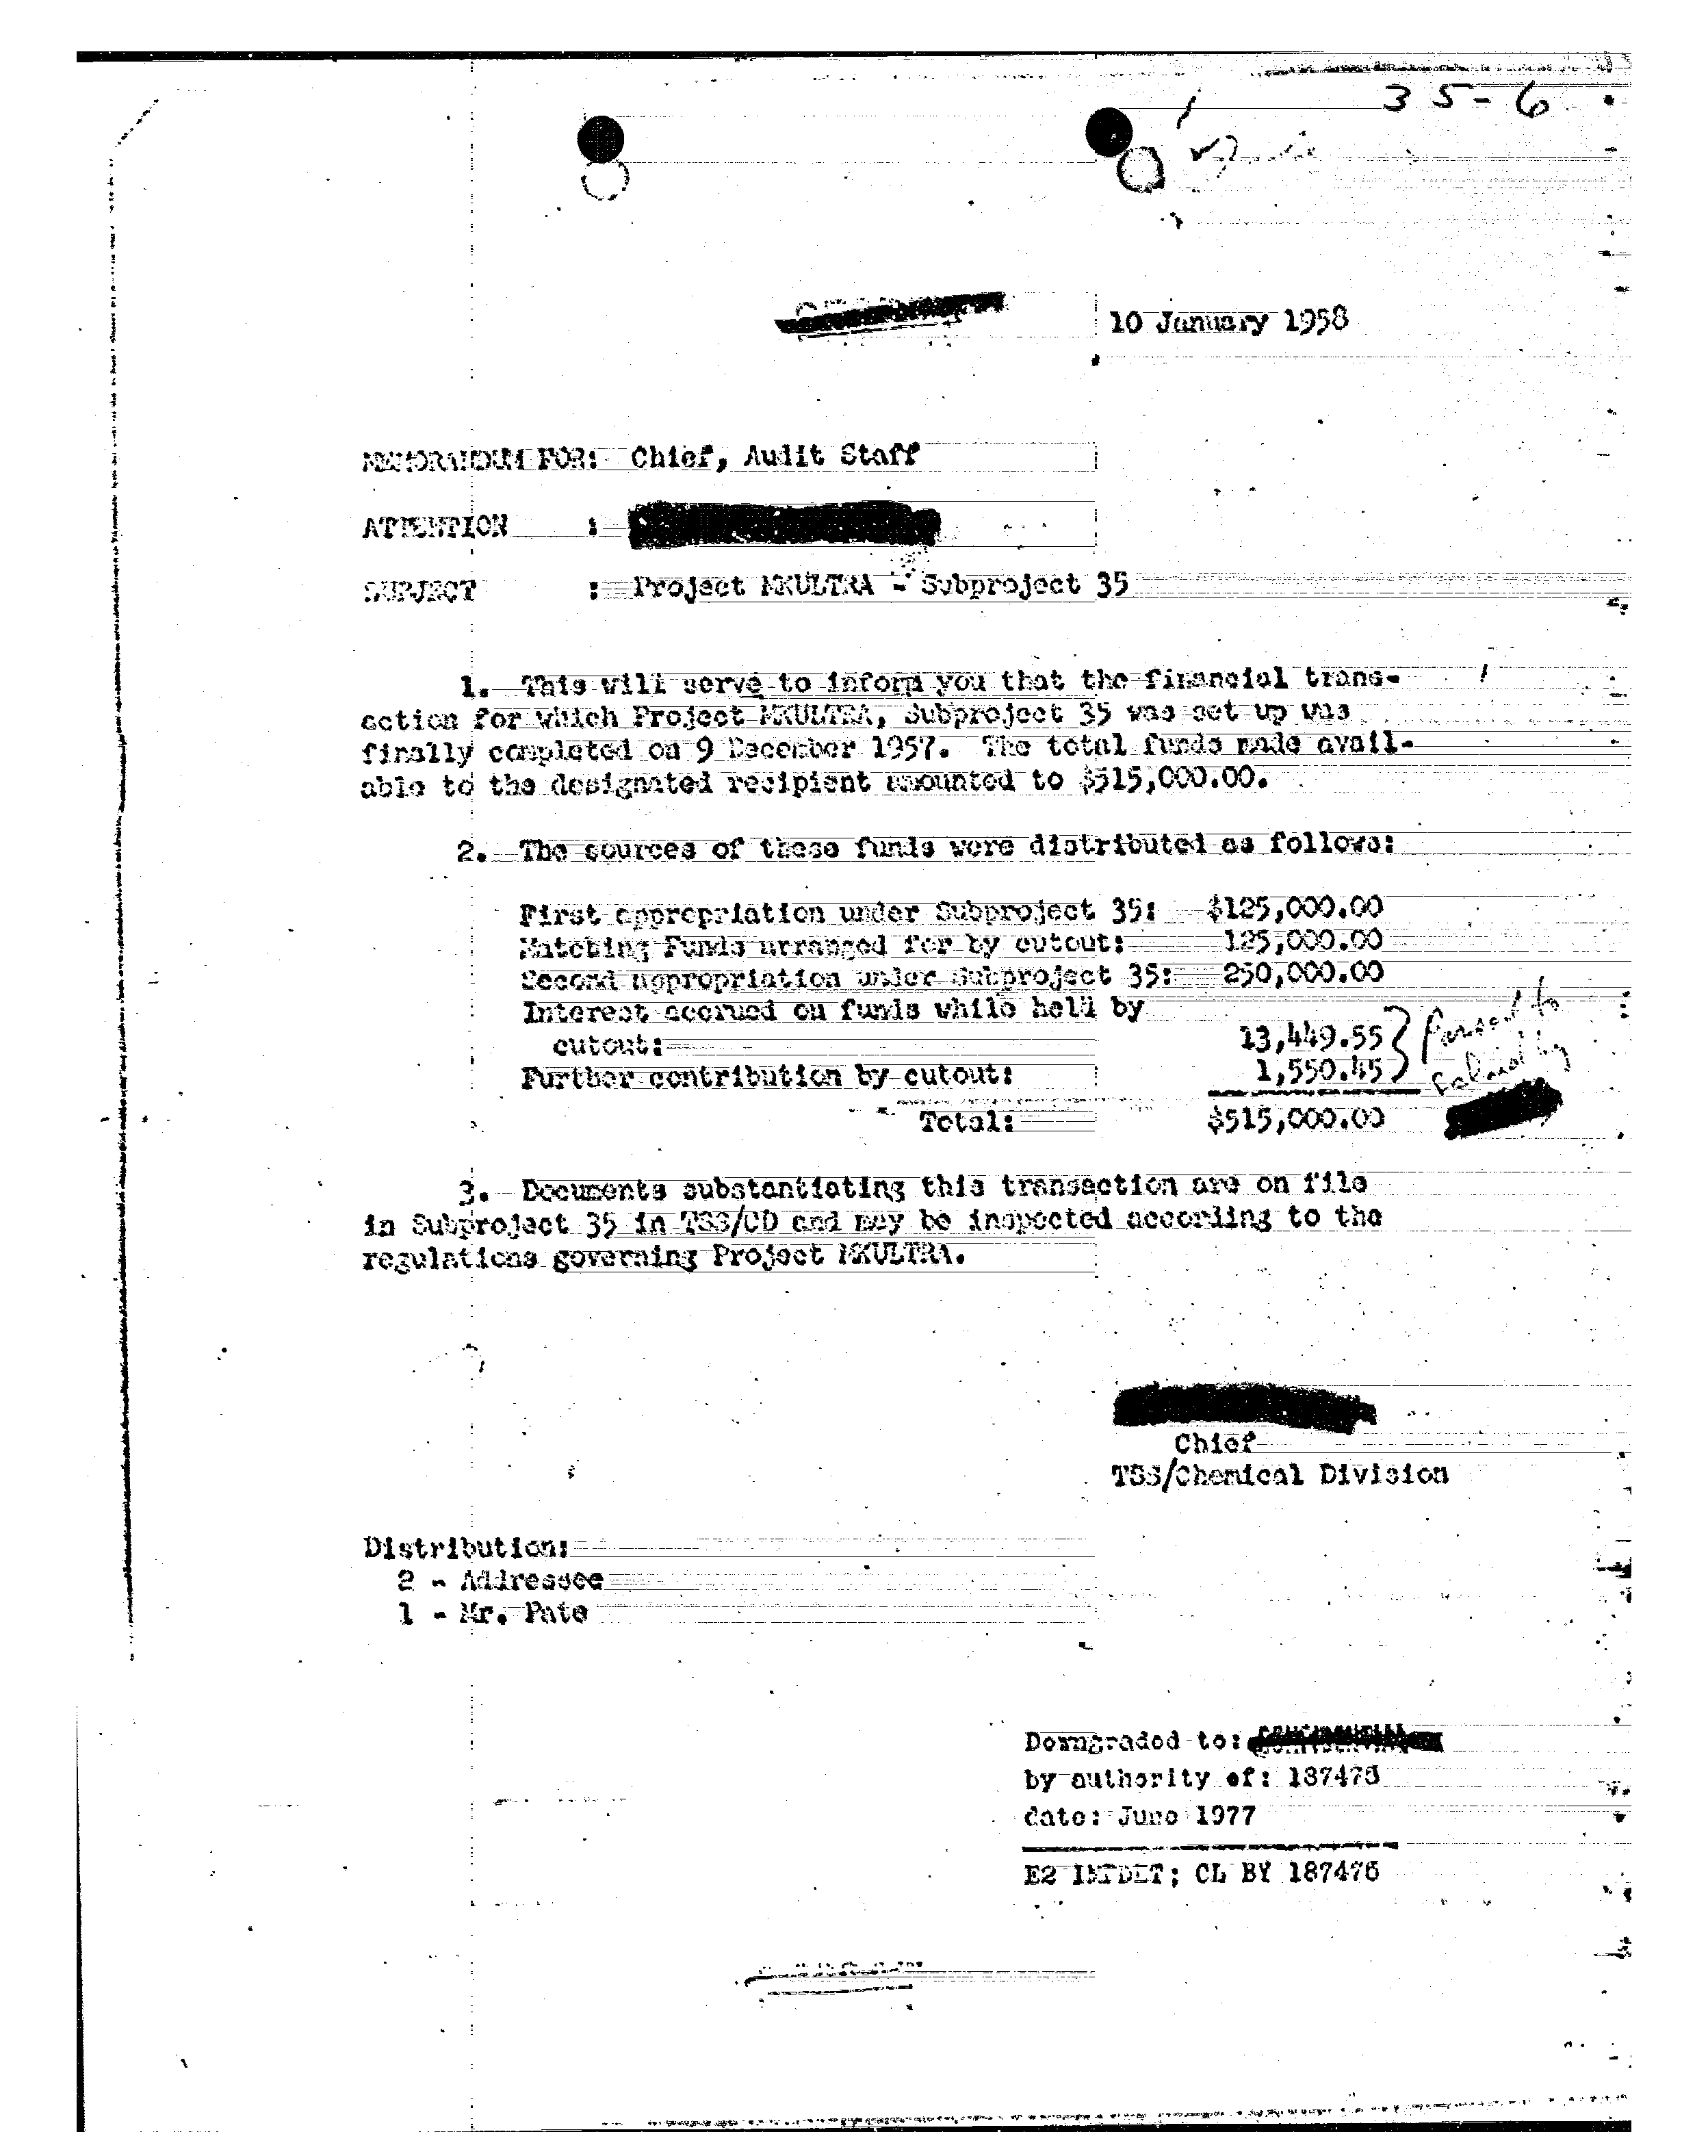 35-6
10 January 1958
MEMORANDUM FOR: Chief, Audit Staff
ATTENTION :
SUBJECT : Project MKULTRA - Subproject 35
1. This will serve to inform you that the financial trans-
action for which Project MKULTRA, Subproject 35 was set up was
finally completed on 9 December 1957. The total funds made avail-
able to the designated recipient amounted to $515,000.00.
2. The sources of these funds were distributed as follows:
First appropriation under Subproject 35: $125,000.00
Matching Funds arranged for by cutout: 125,000.00
Second appropriation under Subproject 35: 250,000.00
Interest accrued on funds while held by
cutout: 13,449.55
Further contribution by cutout: 1,550.45
Total: $515,000.00
3. Documents substantiating this transaction are on file
in Subproject 35 in TSS/CD and may be inspected according to the
regulations governing Project MKULTRA.
Chief
TSS/Chemical Division
Distribution:
2 - Addressee
1 - Mr. Pate
Downgraded to:
by authority of: 187475
date: June 1977
E2 IMPDET; CL BY 187475